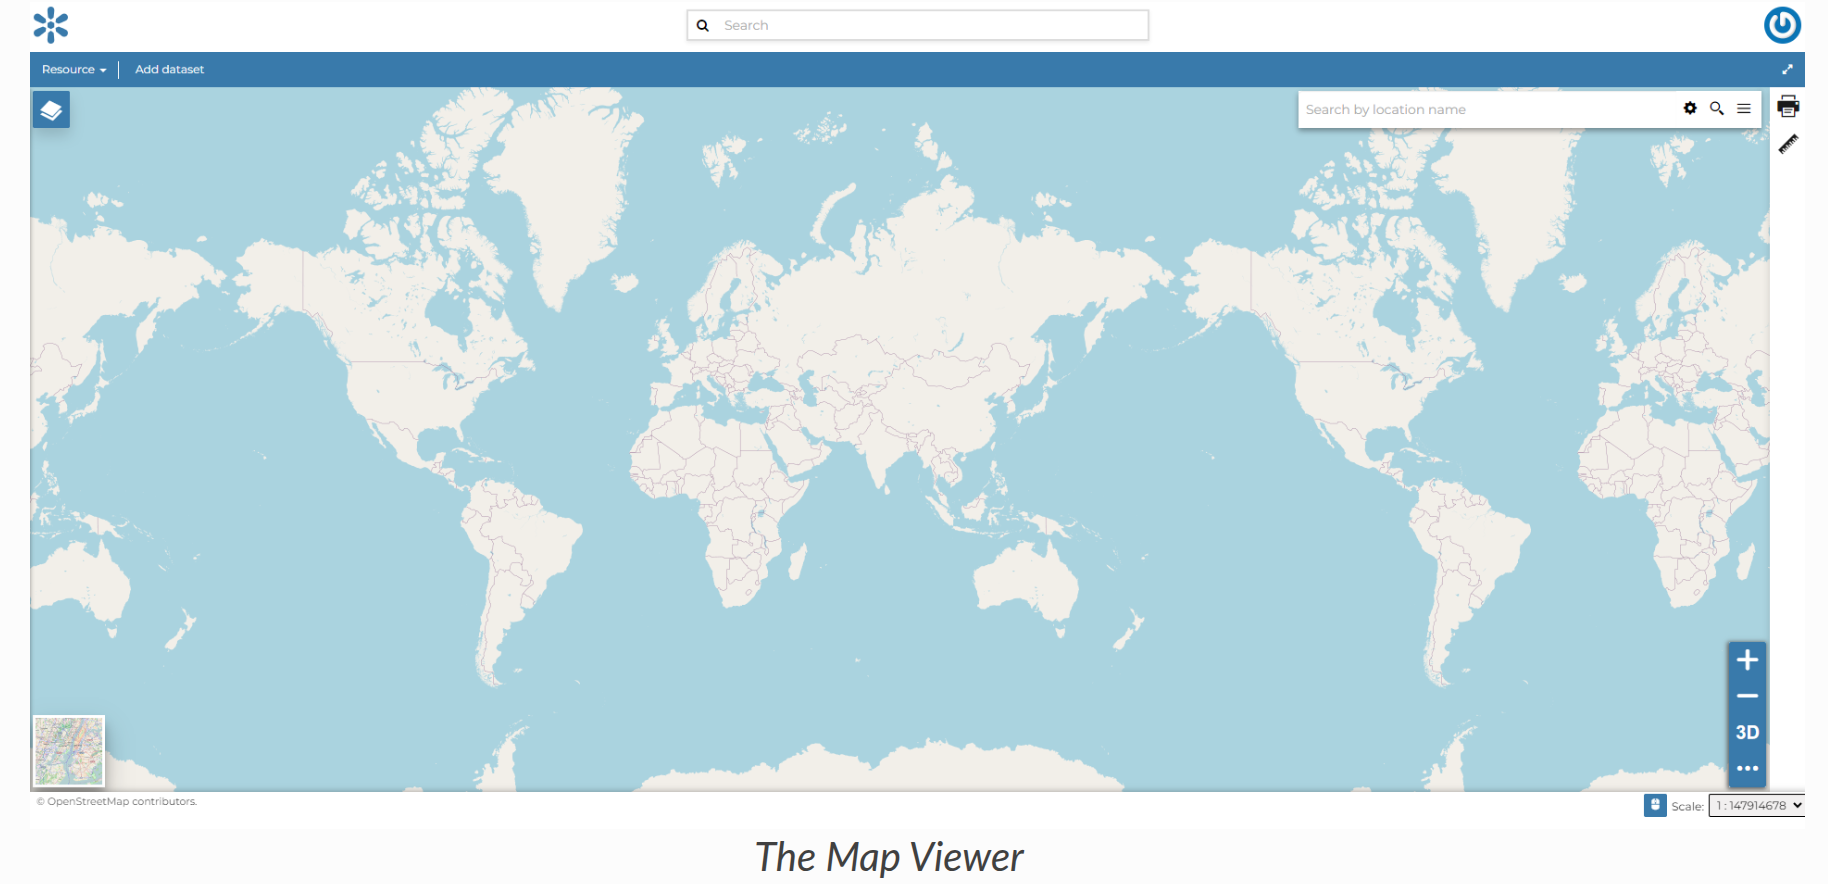 Search
Resource
Add dataset
Search by location name
3D
© OpenStreetMap contributors.
Scale: 1 : 147914678
The Map Viewer